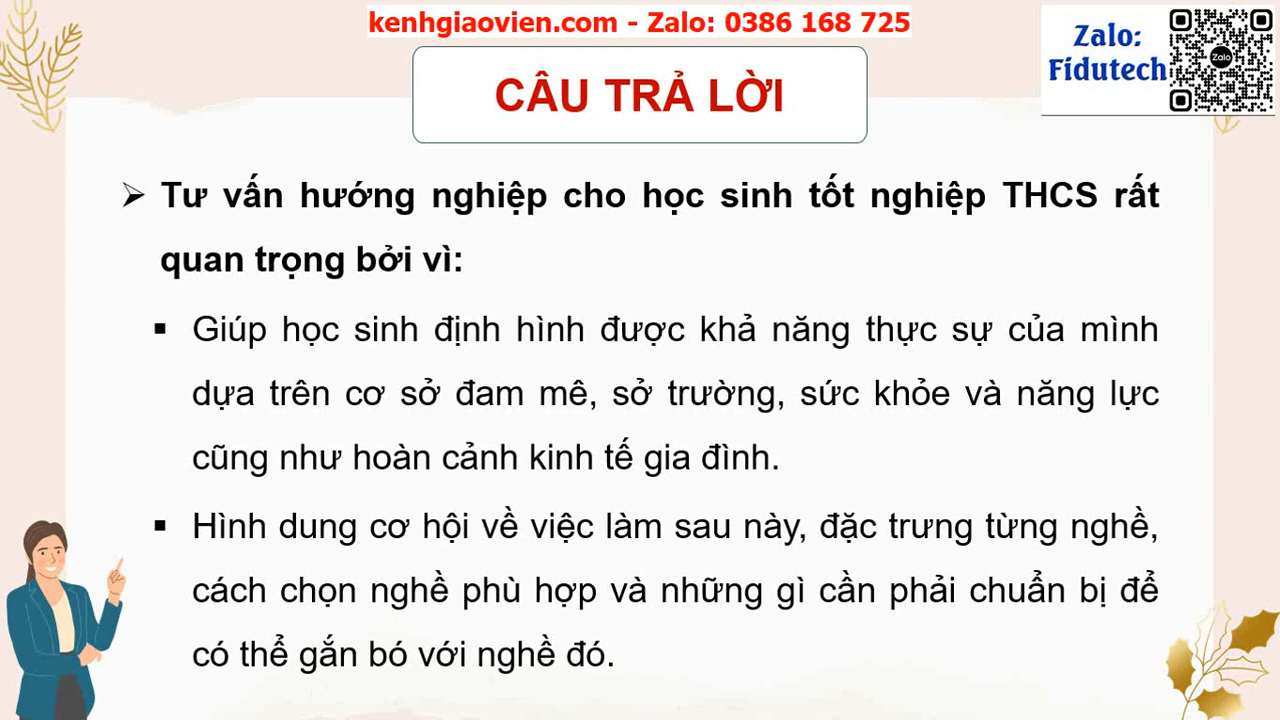 kenhgiaovien.com - Zalo: 0386 168 725
Zalo:
Fidutech
Zalo
CÂU TRẢ LỜI
➢ Tư vấn hướng nghiệp cho học sinh tốt nghiệp THCS rất
quan trọng bởi vì:
▪ Giúp học sinh định hình được khả năng thực sự của mình
dựa trên cơ sở đam mê, sở trường, sức khỏe và năng lực
cũng như hoàn cảnh kinh tế gia đình.
▪ Hình dung cơ hội về việc làm sau này, đặc trưng từng nghề,
cách chọn nghề phù hợp và những gì cần phải chuẩn bị để
có thể gắn bó với nghề đó.